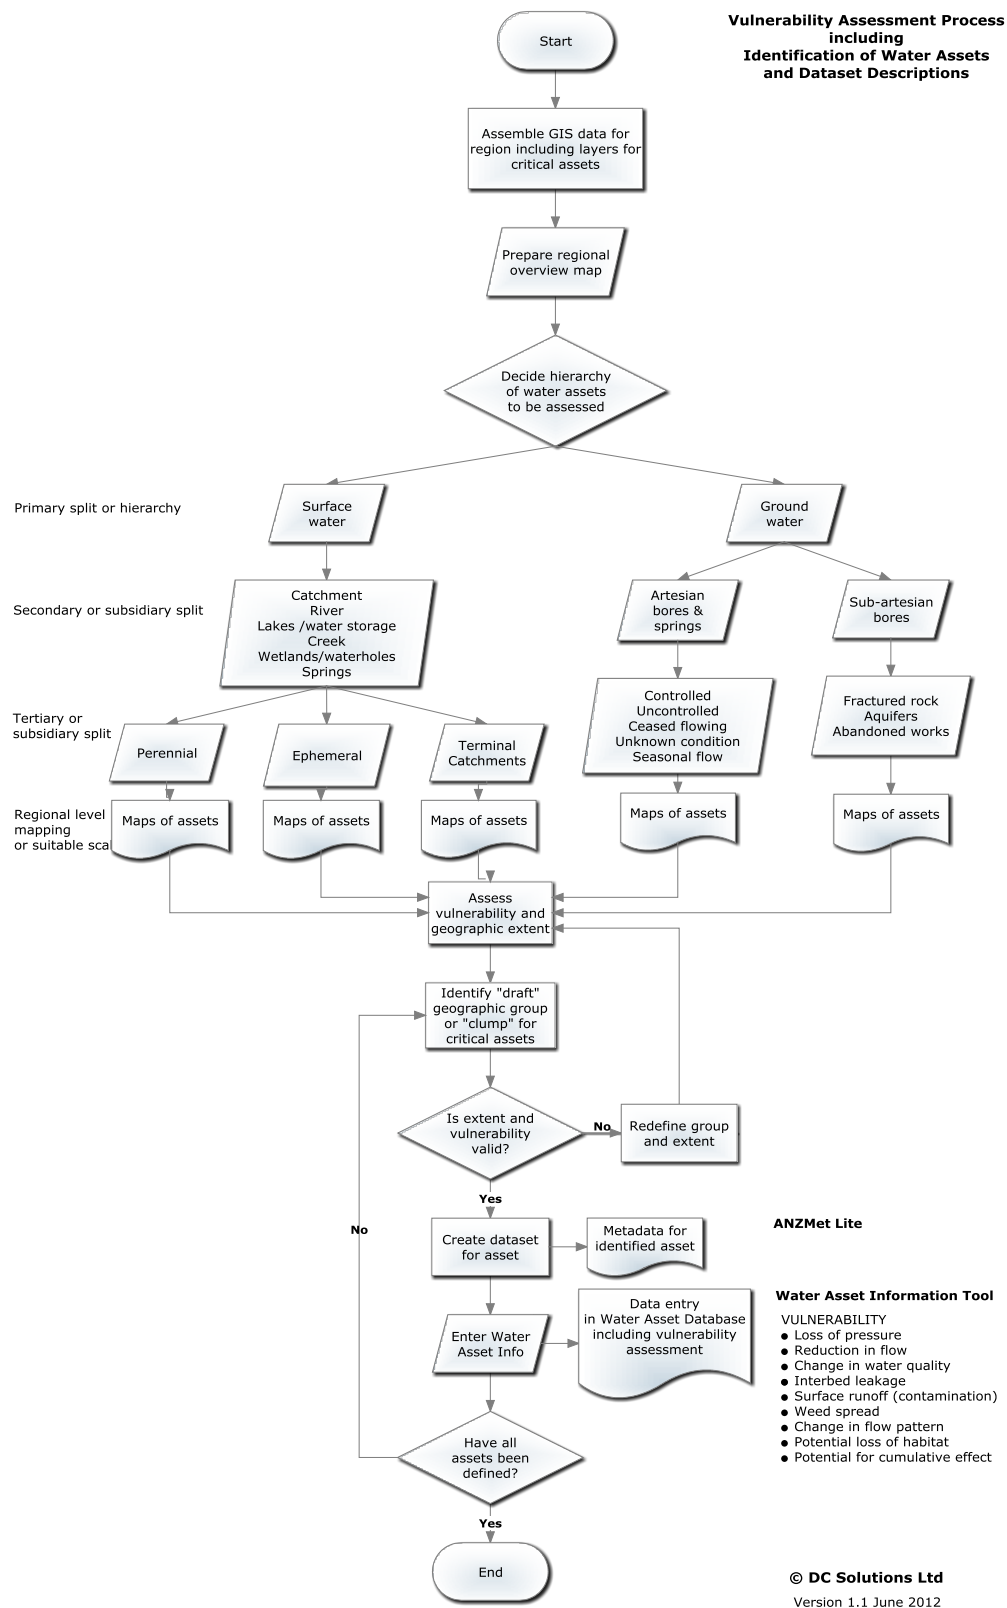 Vulnerability Assessment Process
including
Identification of Water Assets
and Dataset Descriptions
Start
Assemble GIS data for
region including layers for
critical assets
Prepare regional
overview map
Decide hierarchy
of water assets
to be assessed
Primary split or hierarchy
Surface
water
Ground
water
Secondary or subsidiary split
Catchment
River
Lakes /water storage
Creek
Wetlands/waterholes
Springs
Artesian
bores &
springs
Sub-artesian
bores
Tertiary or
subsidiary split
Perennial
Ephemeral
Terminal
Catchments
Controlled
Uncontrolled
Ceased flowing
Unknown condition
Seasonal flow
Fractured rock
Aquifers
Abandoned works
Regional level
mapping
or suitable scal
Maps of assets
Maps of assets
Maps of assets
Maps of assets
Maps of assets
Assess
vulnerability and
geographic extent
Identify "draft"
geographic group
or "clump" for
critical assets
Is extent and
vulnerability
valid?
No
Redefine group
and extent
Yes
No
Create dataset
for asset
Metadata for
identified asset
ANZMet Lite
Enter Water
Asset Info
Data entry
in Water Asset Database
including vulnerability
assessment
Water Asset Information Tool
VULNERABILITY
● Loss of pressure
● Reduction in flow
● Change in water quality
● Interbed leakage
● Surface runoff (contamination)
● Weed spread
● Change in flow pattern
● Potential loss of habitat
● Potential for cumulative effect
Have all
assets been
defined?
Yes
End
© DC Solutions Ltd
Version 1.1 June 2012